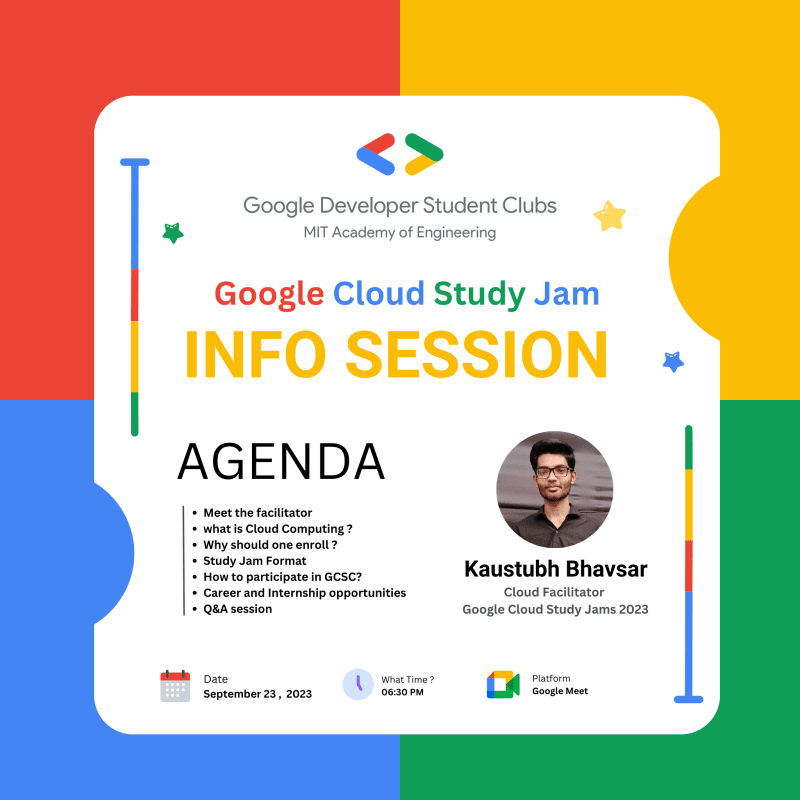 Google Developer Student Clubs
MIT Academy of Engineering
Google Cloud Study Jam
INFO SESSION
AGENDA
• Meet the facilitator
• what is Cloud Computing ?
• Why should one enroll ?
• Study Jam Format
• How to participate in GCSC?
• Career and Internship opportunities
• Q&A session
Kaustubh Bhavsar
Cloud Facilitator
Google Cloud Study Jams 2023
Date
September 23 , 2023
What Time ?
06:30 PM
Platform
Google Meet